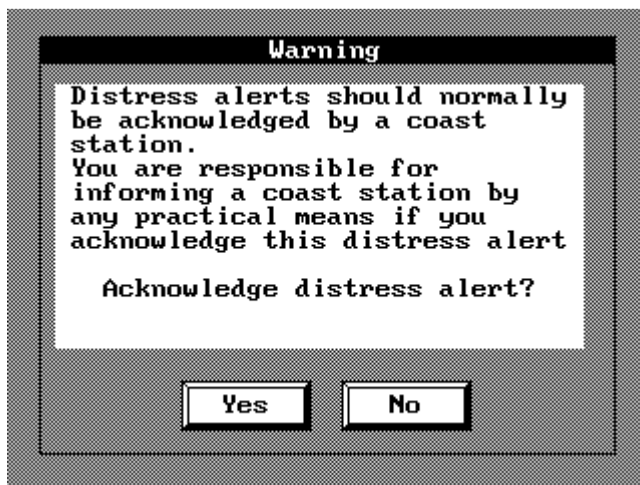 Warning
Distress alerts should normally
be acknowledged by a coast
station.
You are responsible for
informing a coast station by
any practical means if you
acknowledge this distress alert
Acknowledge distress alert?
Yes No